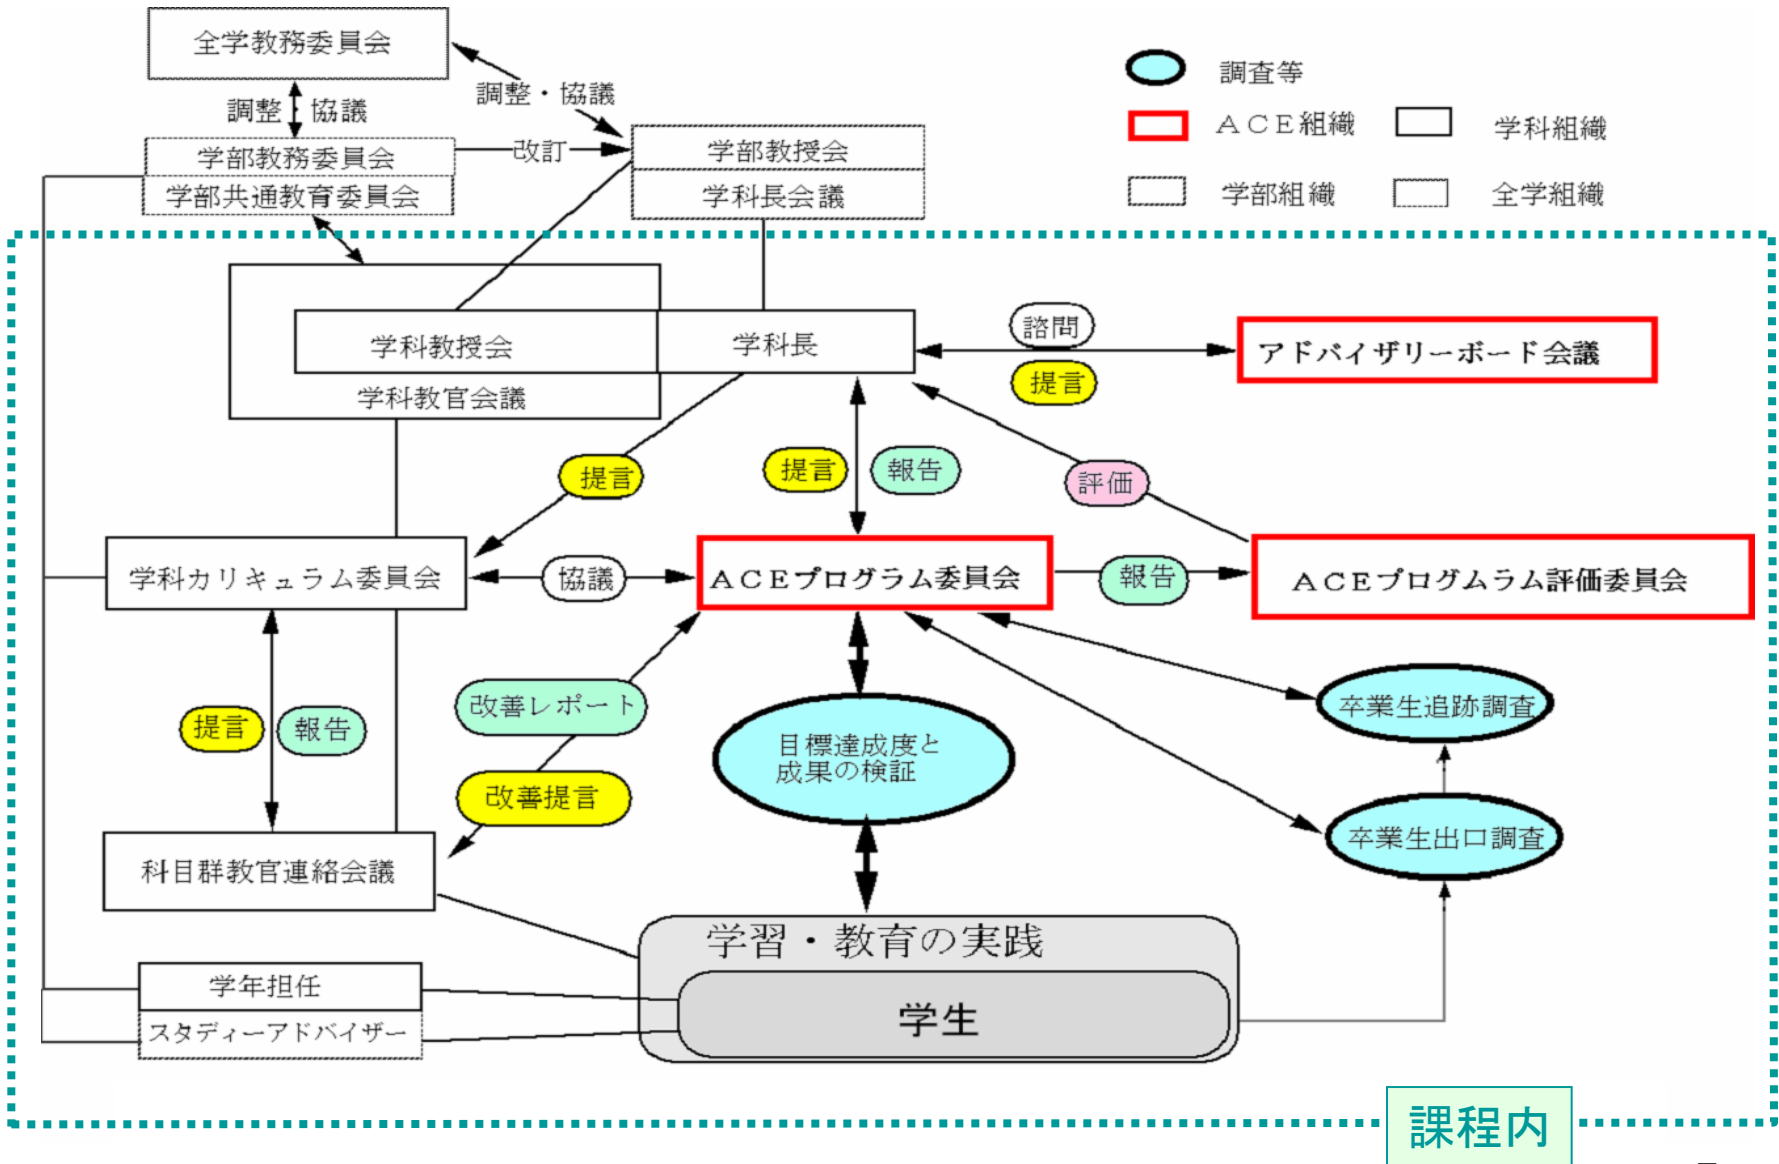 全学教務委員会
調整・協議
調整・協議
学部教務委員会
改訂
学部教授会
学部共通教育委員会
学科長会議
調査等
ＡＣＥ組織
学科組織
学部組織
全学組織
学科教授会
学科長
学科教官会議
諮問
提言
アドバイザリーボード会議
提言
提言
報告
評価
学科カリキュラム委員会
協議
ＡＣＥプログラム委員会
報告
ＡＣＥプログムラム評価委員会
提言
報告
改善レポート
改善提言
目標達成度と
成果の検証
卒業生追跡調査
卒業生出口調査
科目群教官連絡会議
学習・教育の実践
学年担任
スタディーアドバイザー
学生
課程内